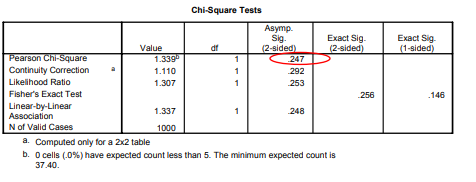 Chi-Square Tests
Asymp.
Sig. Exact Sig. Exact Sig.
Value df (2-sided) (2-sided) (1-sided)
Pearson Chi-Square 1.339b 1 .247
Continuity Correction a 1.110 1 .292
Likelihood Ratio 1.307 1 .253
Fisher's Exact Test .256 .146
Linear-by-Linear
Association 1.337 1 .248
N of Valid Cases 1000
a. Computed only for a 2x2 table
b. 0 cells (.0%) have expected count less than 5. The minimum expected count is
37.40.